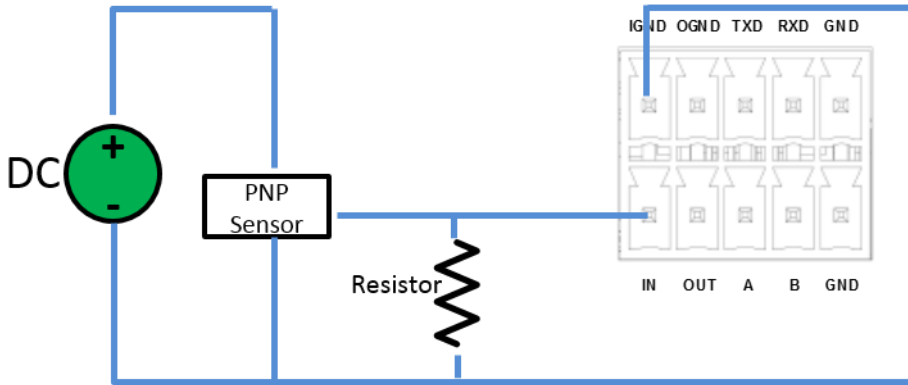 IGND OGND TXD RXD GND
+
DC
-
PNP
Sensor
Resistor
IN OUT A B GND